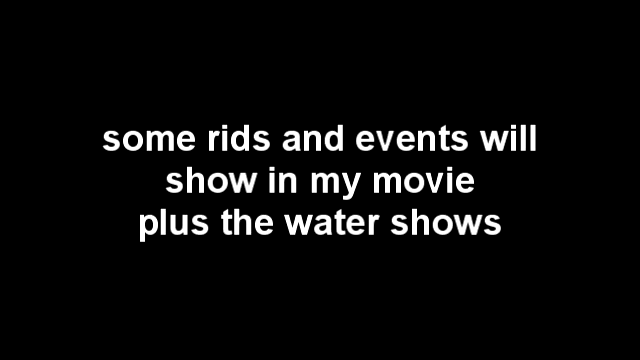 some rids and events will
show in my movie
plus the water shows